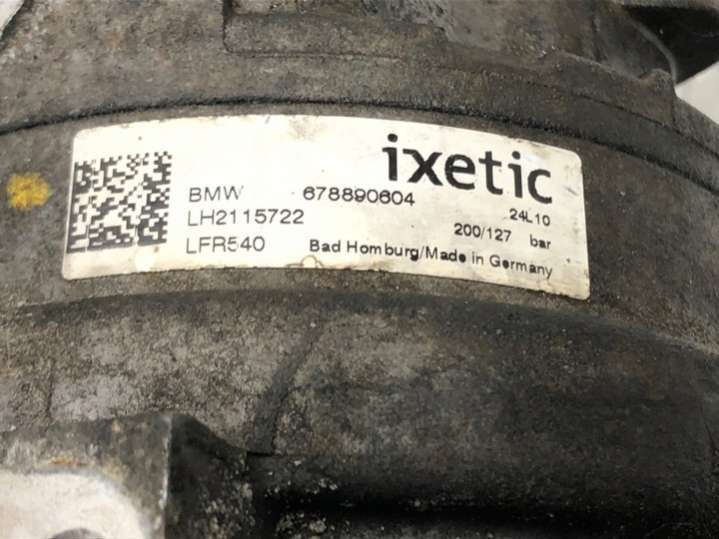 ixetic
BMW 678890604 24L10
LH2115722 200/127 bar
LFR540 Bad Homburg/Made in Germany